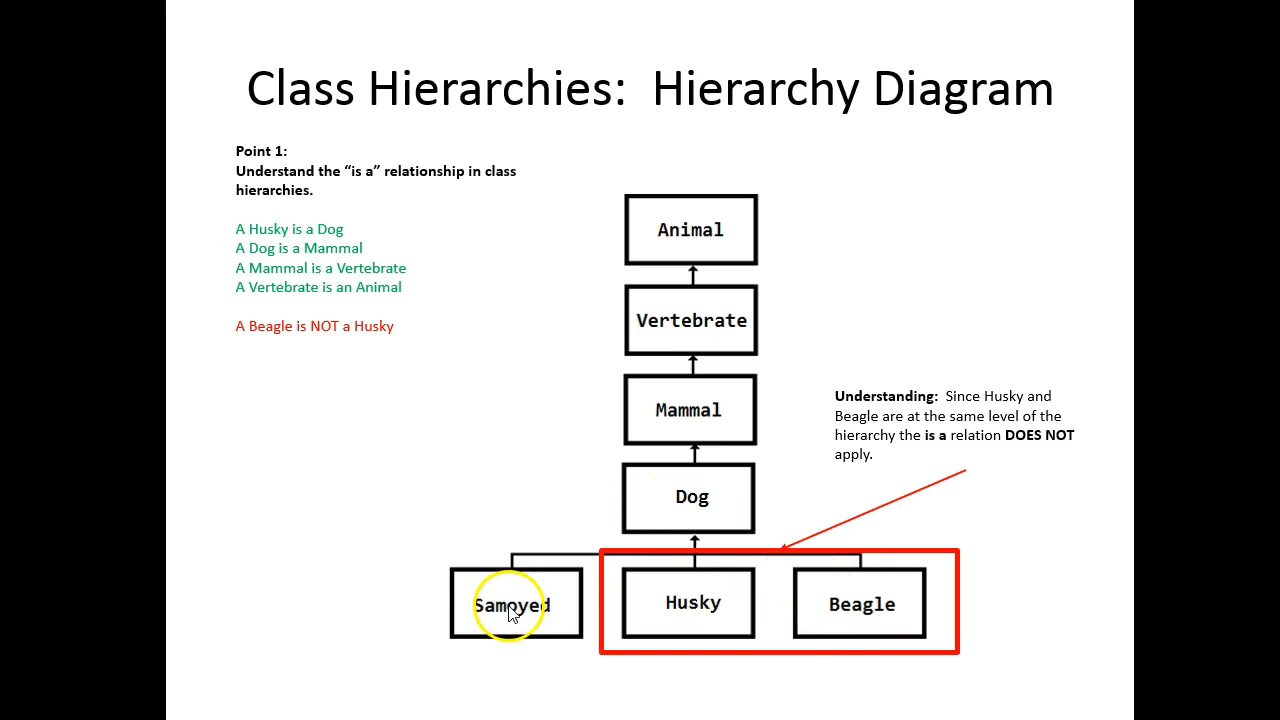 Class Hierarchies:  Hierarchy Diagram
Point 1:
Understand the “is a” relationship in class
hierarchies.
A Husky is a Dog
A Dog is a Mammal
A Mammal is a Vertebrate
A Vertebrate is an Animal
A Beagle is NOT a Husky
Animal
Vertebrate
Mammal
Understanding:  Since Husky and
Beagle are at the same level of the
hierarchy the is a relation DOES NOT
apply.
Dog
Samoyed
Husky
Beagle